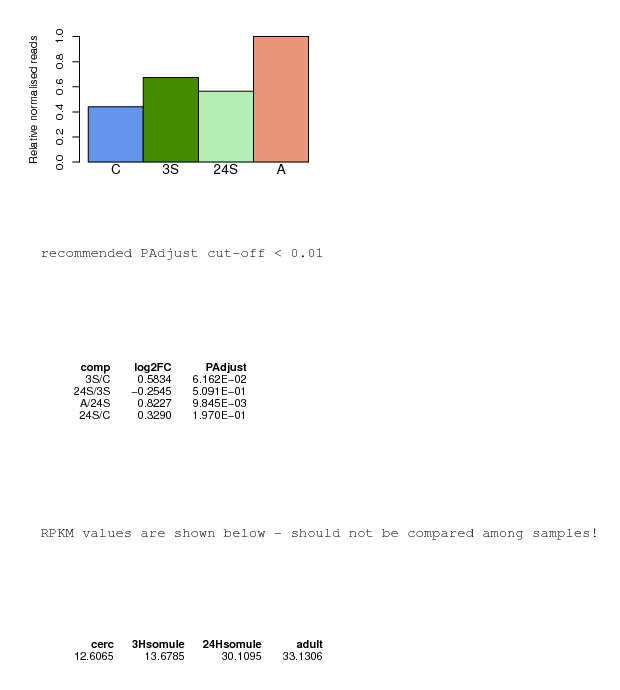 Relative normalised reads
1.0
0.8
0.6
0.4
0.2
0.0
C 3S 24S A
recommended PAdjust cut-off < 0.01
comp log2FC PAdjust
3S/C 0.5834 6.162E−02
24S/3S −0.2545 5.091E−01
A/24S 0.8227 9.845E−03
24S/C 0.3290 1.970E−01
RPKM values are shown below - should not be compared among samples!
cerc 3Hsomule 24Hsomule adult
12.6065 13.6785 30.1095 33.1306